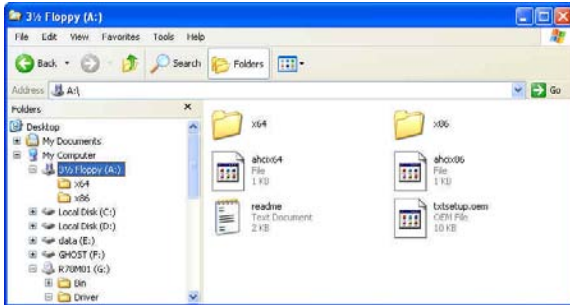 3½ Floppy (A:)
File Edit View Favorites Tools Help
Back Search Folders
Address A:\ Go
Folders
Desktop
My Documents
My Computer
3½ Floppy (A:)
x64
x86
Local Disk (C:)
Local Disk (D:)
data (E:)
GHOST (F:)
R70M01 (G:)
Bin
Driver
x64
x86
ahcix64
File
1 KB
ahcix86
File
1 KB
readme
Text Document
2 KB
txtsetup.oem
OEM File
10 KB